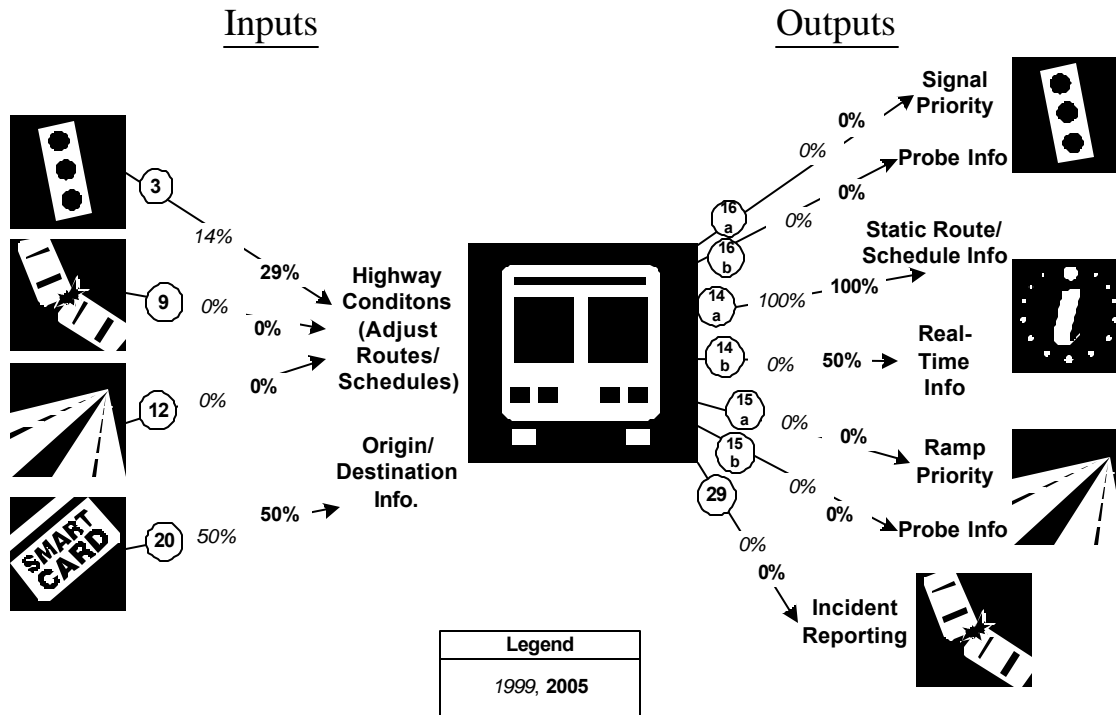 Inputs
Outputs
Signal
Priority
0%
0%
Probe Info
0%
0%
3
14%
29%
9
0%
0%
12
0%
0%
Highway
Conditons
(Adjust
Routes/
Schedules)
SMART
CARD
20
50%
50%
Origin/
Destination
Info.
16
a
16
b
14
a
100%
100%
Static Route/
Schedule Info
14
b
0%
50%
Real-
Time
Info
15
a
0%
0%
Ramp
Priority
15
b
0%
0%
Probe Info
29
0%
0%
Incident
Reporting
Legend
1999, 2005